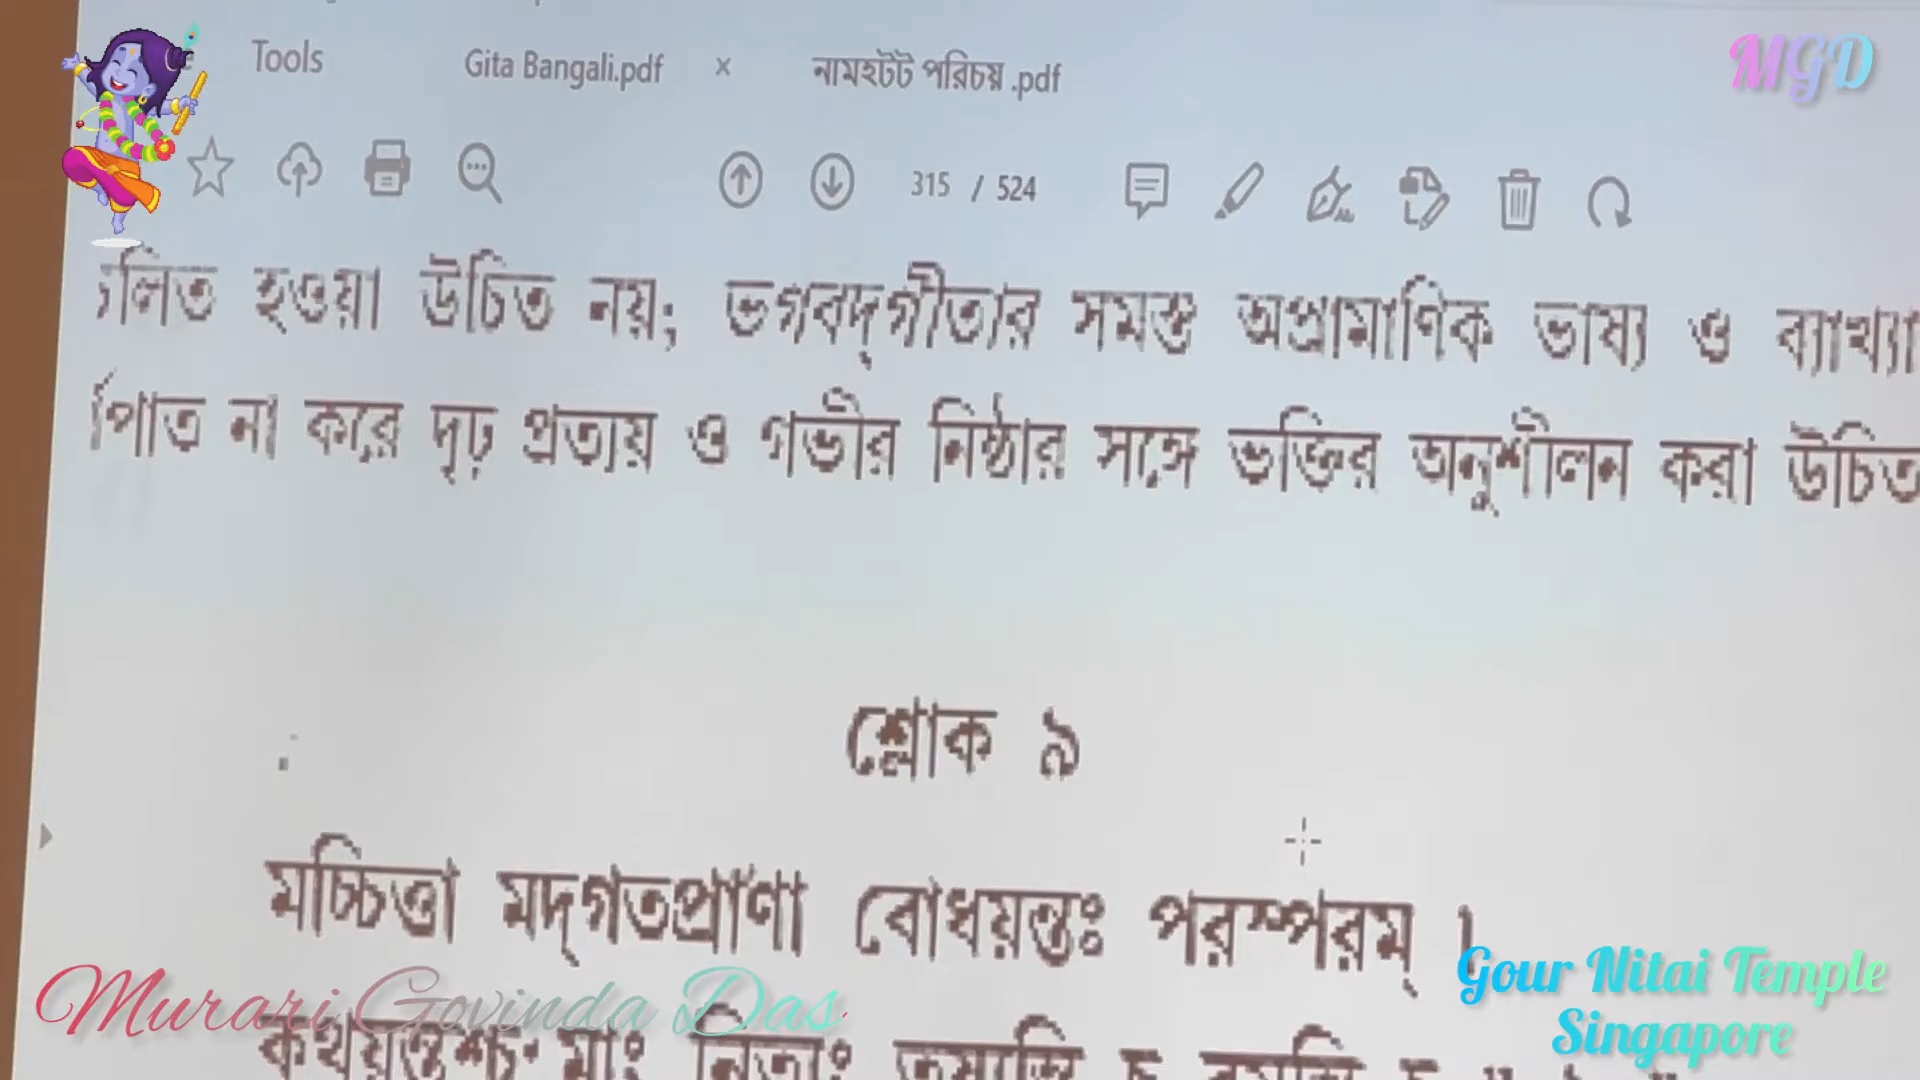 MGD
Tools Gita Bangali.pdf × নামহটট পরিচয় .pdf
315 / 524
হওয়া উচিত নয়; ভগবদ্‌গীতার সমস্ত অপ্রামাণিক ভাষ্য ও ব্যাখ্যা
না করে দৃঢ় প্রত্যয় ও গভীর নিষ্ঠার সঙ্গে ভক্তির অনুশীলন করা উচিত
শ্লোক ৯
মচ্চিত্তা মদ্‌গতপ্রাণা বোধয়ন্তঃ পরস্পরম্ ।
Murari Govinda Das
Gour Nitai Temple
Singapore